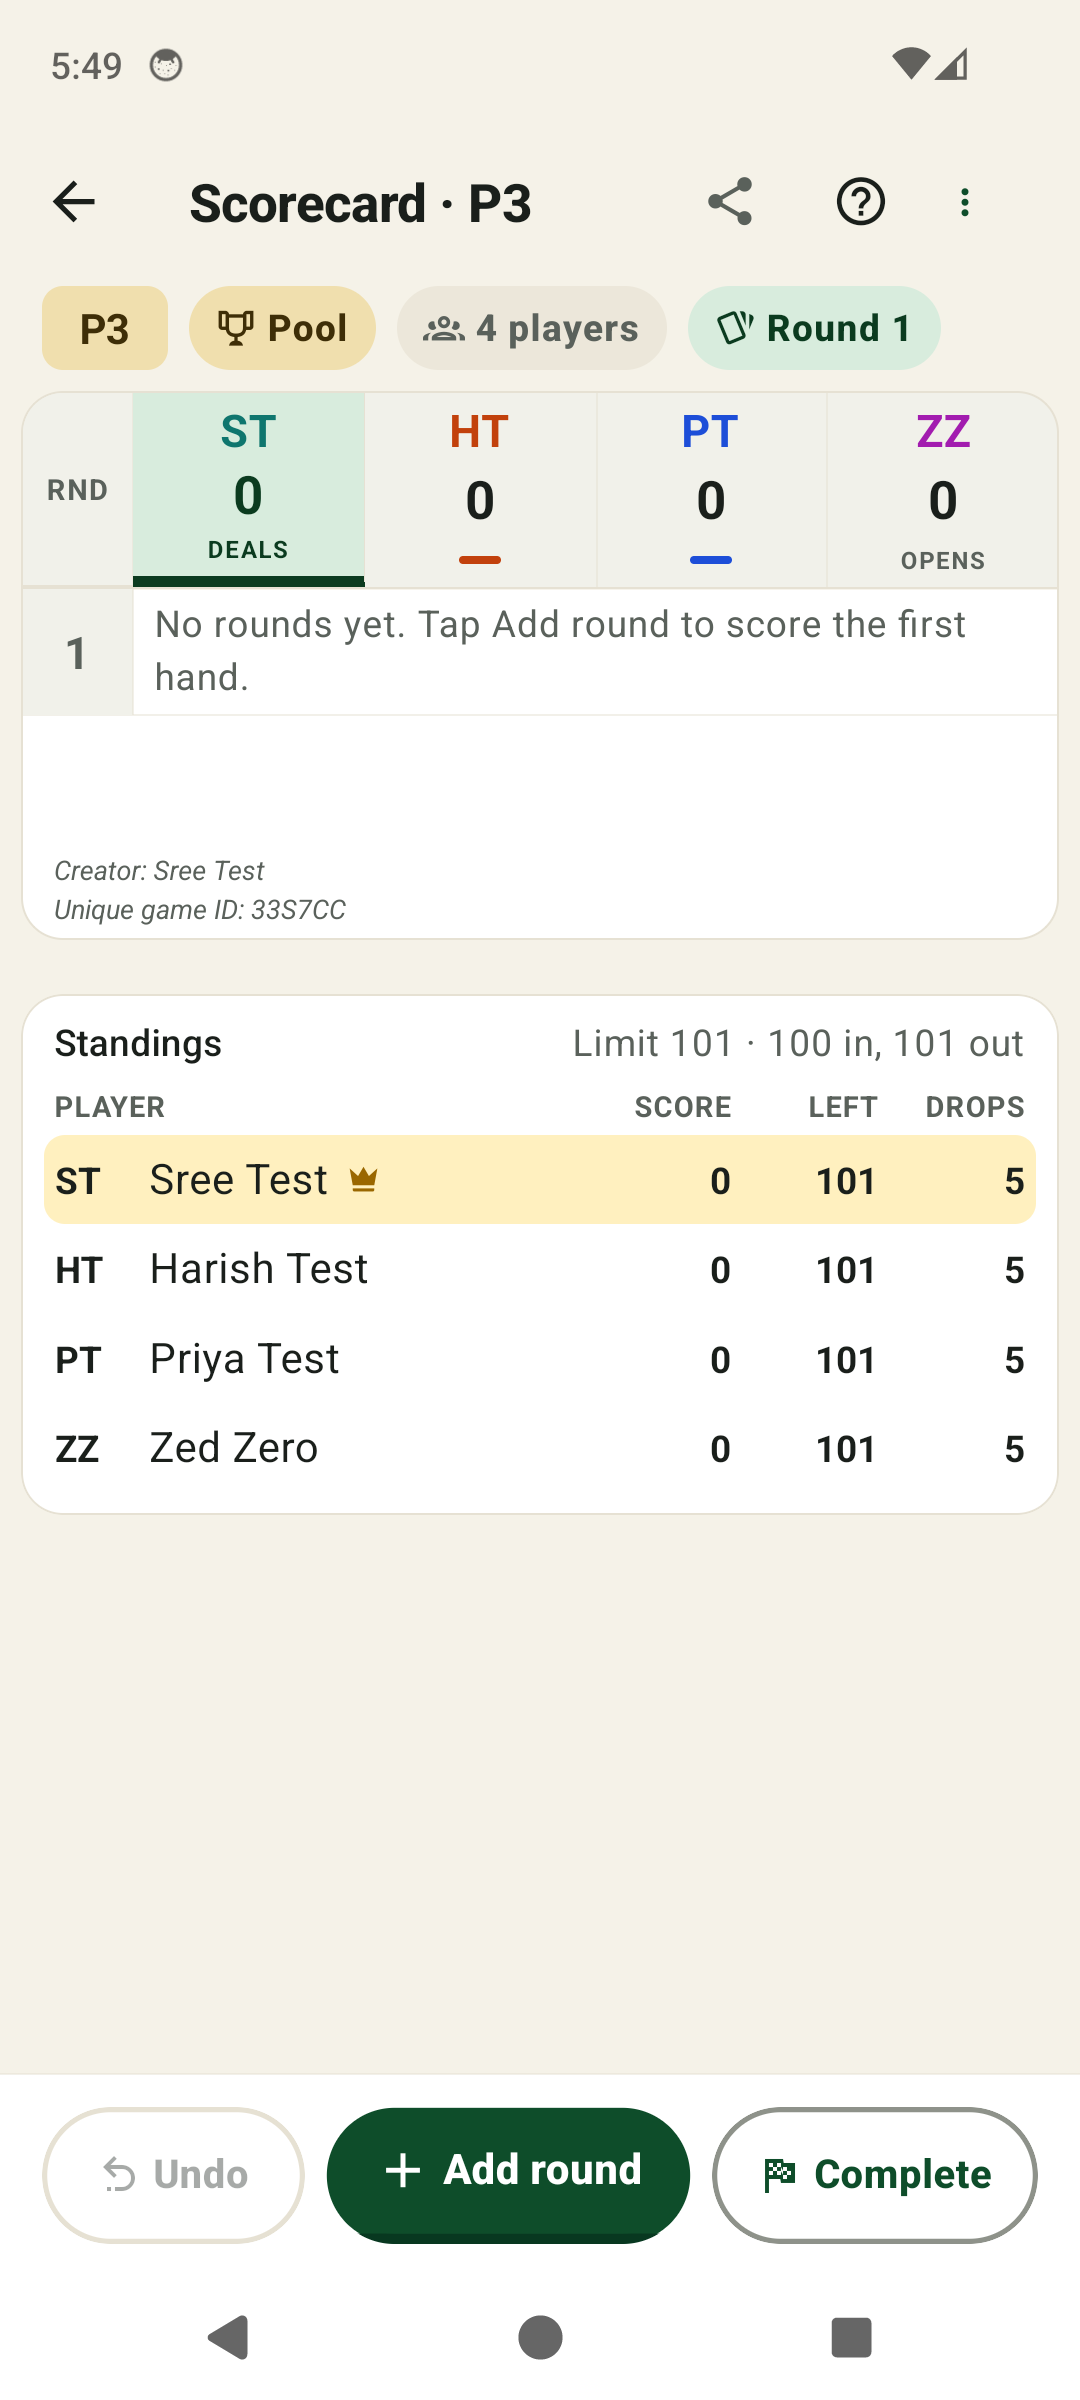 5:49
Scorecard · P3
P3
Pool
4 players
Round 1
RND
ST
HT
PT
ZZ
0
0
0
0
DEALS
OPENS
1
No rounds yet. Tap Add round to score the first
hand.
Creator: Sree Test
Unique game ID: 33S7CC
Standings
Limit 101 · 100 in, 101 out
PLAYER SCORE LEFT DROPS
ST Sree Test 0 101 5
HT Harish Test 0 101 5
PT Priya Test 0 101 5
ZZ Zed Zero 0 101 5
Undo
Add round
Complete